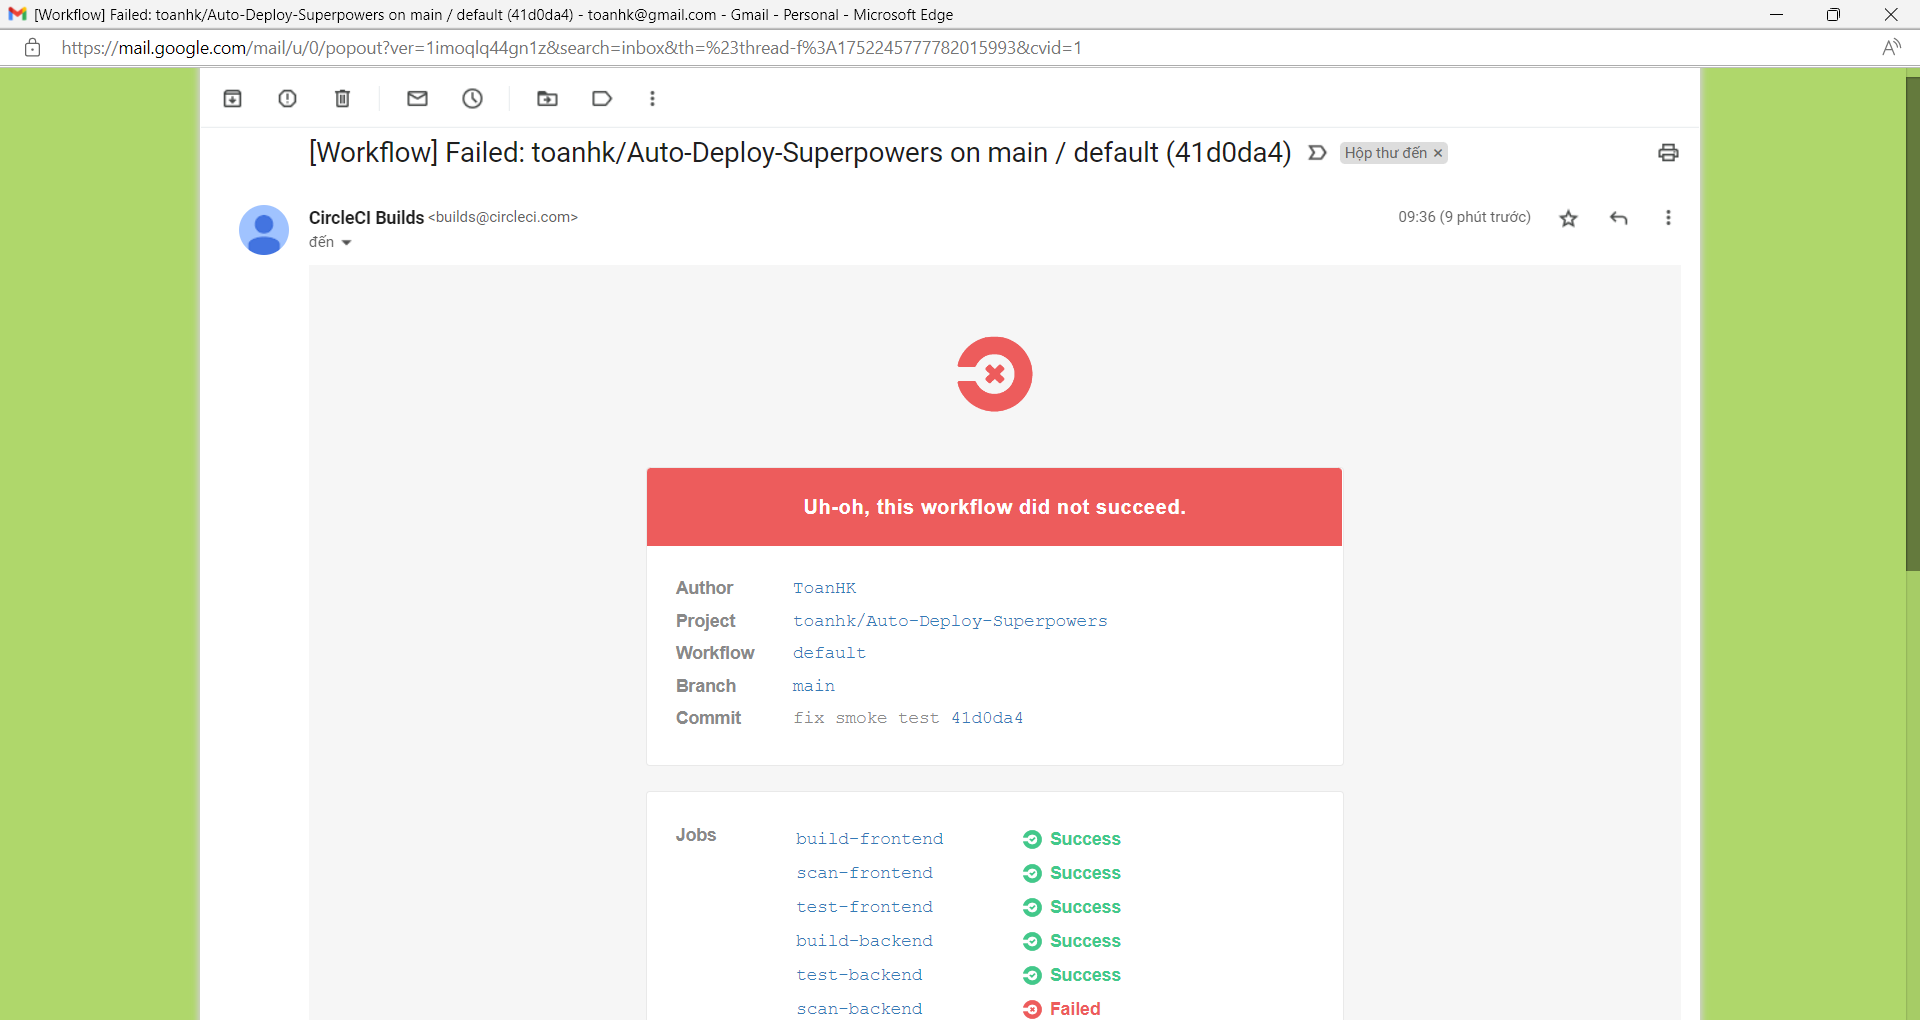 [Workflow] Failed: toanhk/Auto-Deploy-Superpowers on main / default (41d0da4) - toanhk@gmail.com - Gmail - Personal - Microsoft Edge
https://mail.google.com/mail/u/0/popout?ver=1imoqlq44gn1z&search=inbox&th=%23thread-f%3A1752245777782015993&cvid=1
[Workflow] Failed: toanhk/Auto-Deploy-Superpowers on main / default (41d0da4) Hộp thư đến ×
CircleCI Builds <builds@circleci.com> 09:36 (9 phút trước)
đến
Uh-oh, this workflow did not succeed.
Author ToanHK
Project toanhk/Auto-Deploy-Superpowers
Workflow default
Branch main
Commit fix smoke test 41d0da4
Jobs build-frontend Success
scan-frontend Success
test-frontend Success
build-backend Success
test-backend Success
scan-backend Failed